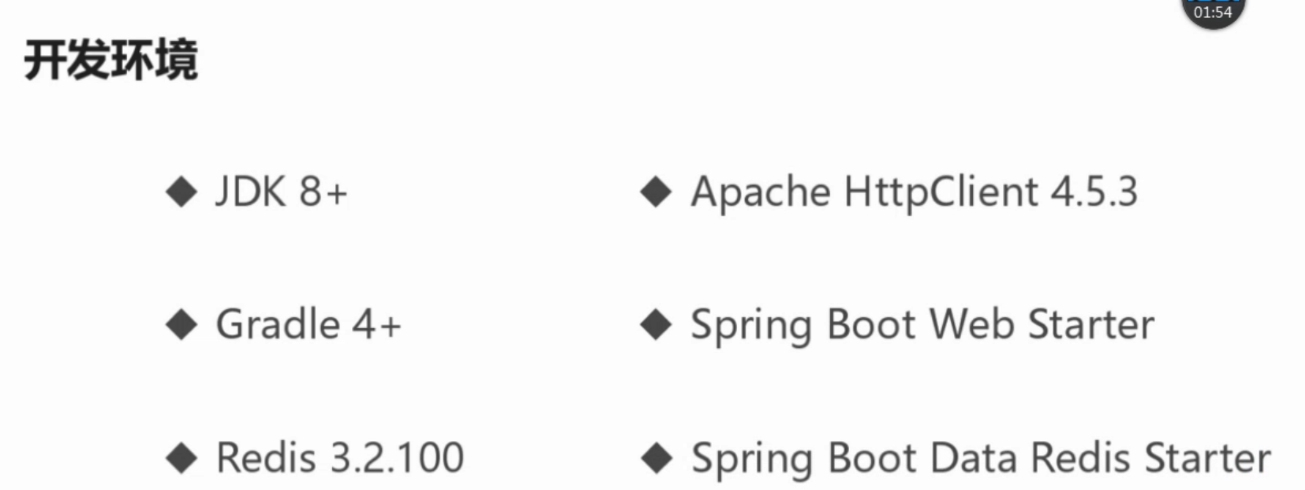 01:54
开发环境
◆ JDK 8+
◆ Apache HttpClient 4.5.3
◆ Gradle 4+
◆ Spring Boot Web Starter
◆ Redis 3.2.100
◆ Spring Boot Data Redis Starter